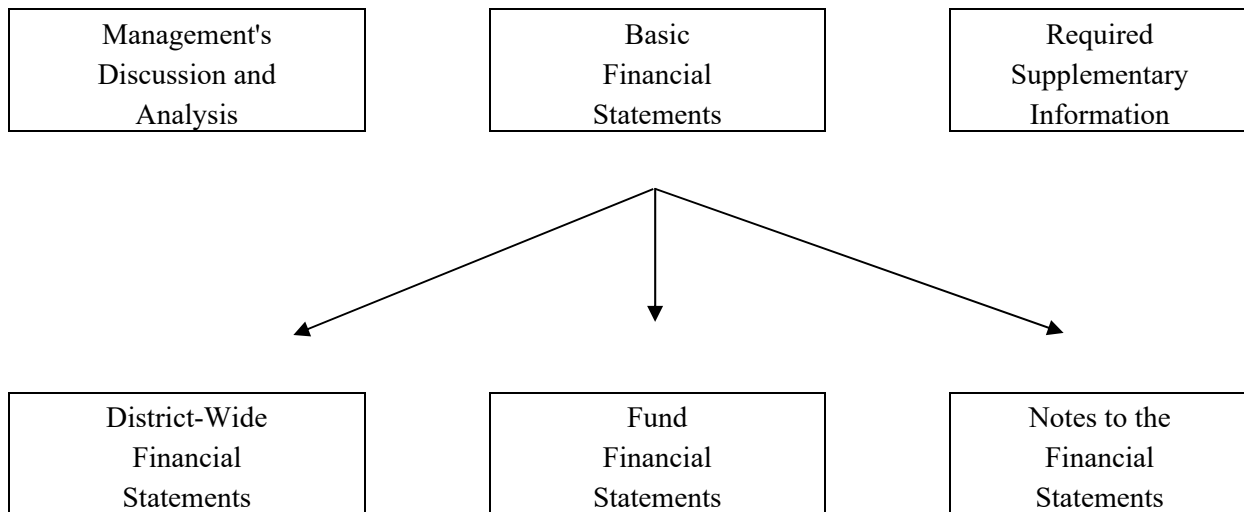 Management's
Discussion and
Analysis
Basic
Financial
Statements
Required
Supplementary
Information
District-Wide
Financial
Statements
Fund
Financial
Statements
Notes to the
Financial
Statements